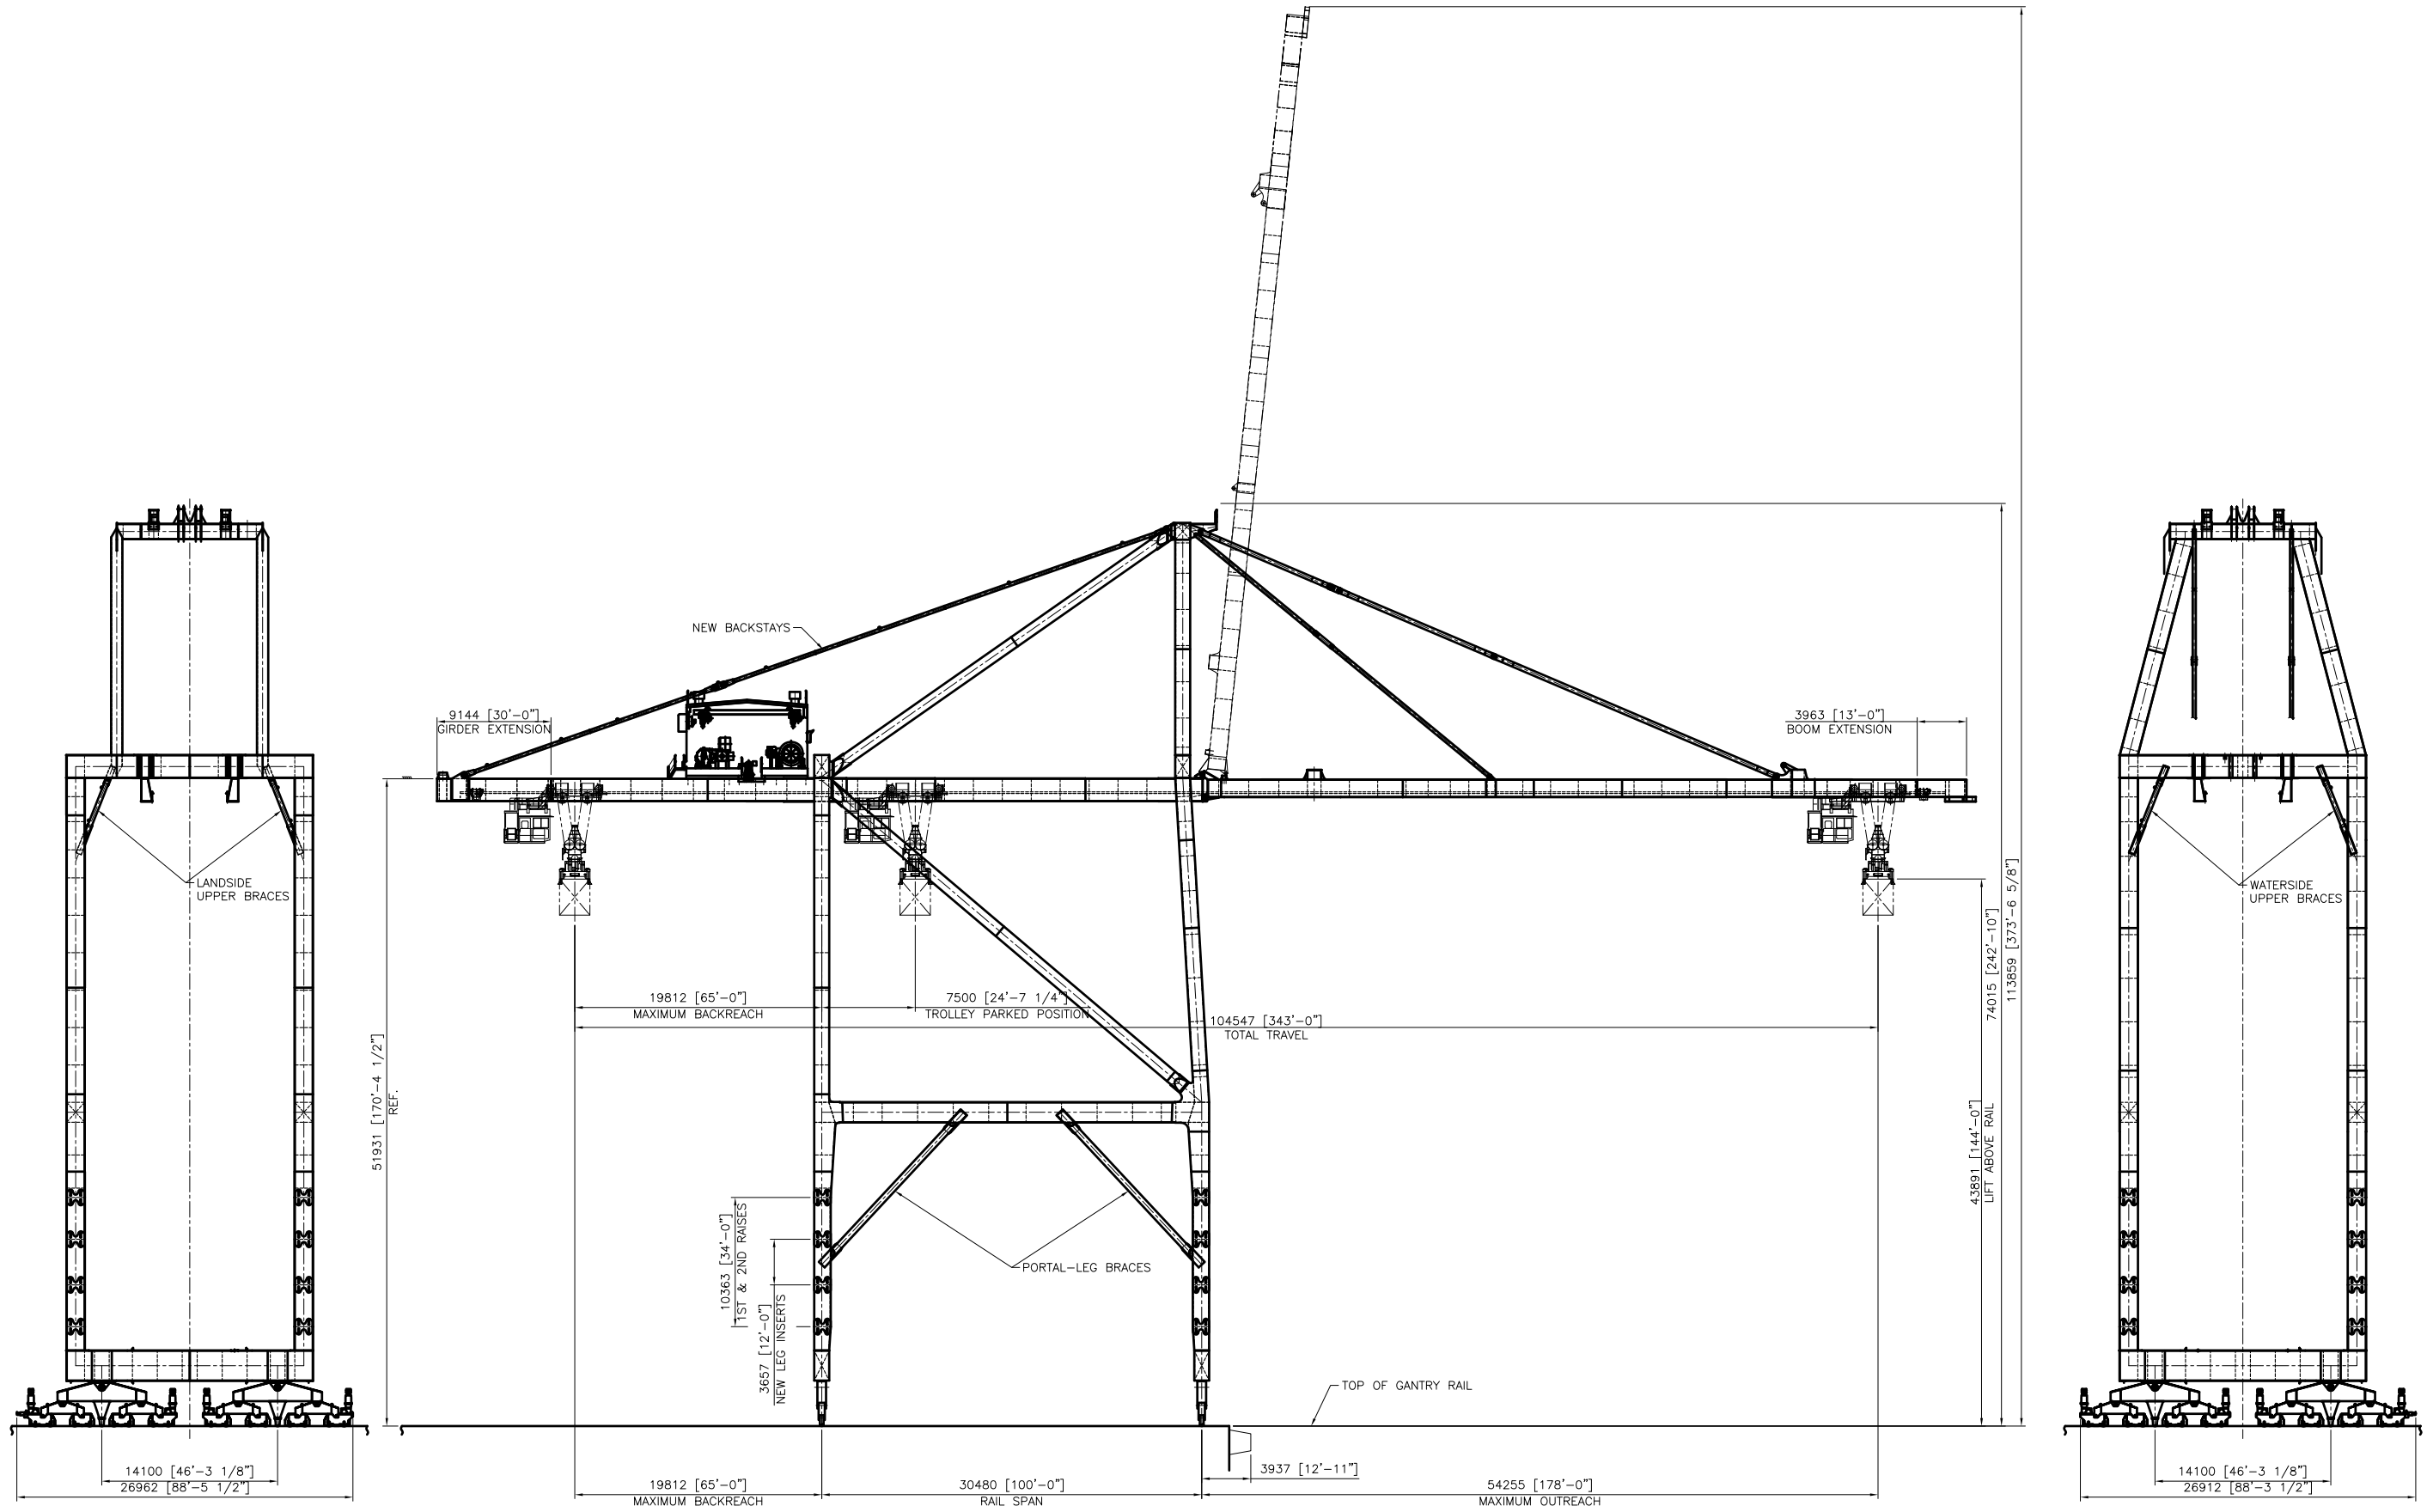 NEW BACKSTAYS
9144 [30'-0"]
GIRDER EXTENSION
3963 [13'-0"]
BOOM EXTENSION
LANDSIDE
UPPER BRACES
WATERSIDE
UPPER BRACES
19812 [65'-0"]
MAXIMUM BACKREACH
7500 [24'-7 1/4"]
TROLLEY PARKED POSITION
104547 [343'-0"]
TOTAL TRAVEL
51931 [170'-4 1/2"]
REF.
10363 [34'-0"]
1ST & 2ND RAISES
3657 [12'-0"]
NEW LEG INSERTS
PORTAL-LEG BRACES
43891 [144'-0"]
LIFT ABOVE RAIL
74015 [242'-10"]
113859 [373'-6 5/8"]
TOP OF GANTRY RAIL
14100 [46'-3 1/8"]
26962 [88'-5 1/2"]
19812 [65'-0"]
MAXIMUM BACKREACH
30480 [100'-0"]
RAIL SPAN
3937 [12'-11"]
54255 [178'-0"]
MAXIMUM OUTREACH
14100 [46'-3 1/8"]
26912 [88'-3 1/2"]